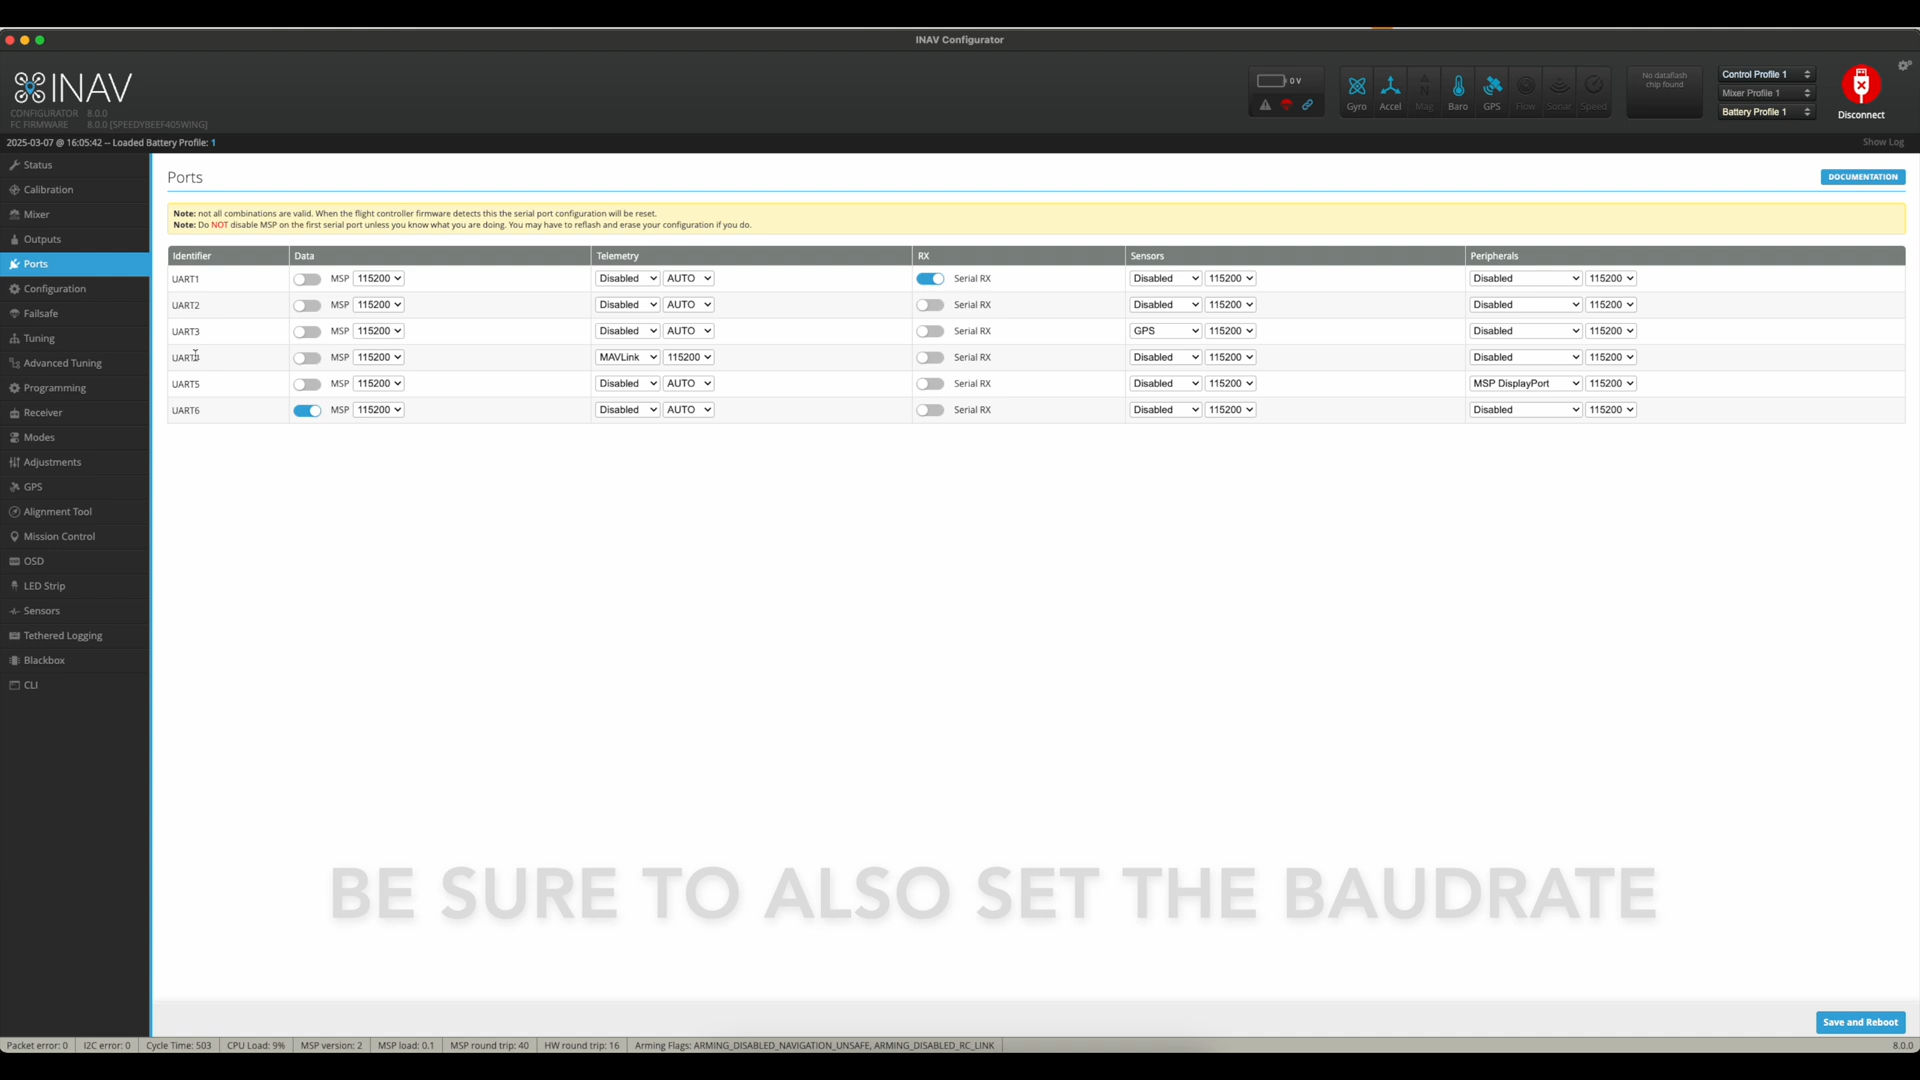 INAV Configurator
INAV
CONFIGURATOR 8.0.0
FC FIRMWARE 8.0.0 [SPEEDYBEEF405WING]
0 V
Gyro Accel Mag Baro GPS Flow Sonar Speed
No dataflash
chip found
Control Profile 1
Mixer Profile 1
Battery Profile 1
Disconnect
2025-03-07 @ 16:05:42 -- Loaded Battery Profile: 1
Show Log
Status
Calibration
Mixer
Outputs
Ports
Configuration
Failsafe
Tuning
Advanced Tuning
Programming
Receiver
Modes
Adjustments
GPS
Alignment Tool
Mission Control
OSD
LED Strip
Sensors
Tethered Logging
Blackbox
CLI
Ports
DOCUMENTATION
Note: not all combinations are valid. When the flight controller firmware detects this the serial port configuration will be reset.
Note: Do NOT disable MSP on the first serial port unless you know what you are doing. You may have to reflash and erase your configuration if you do.
Identifier Data Telemetry RX Sensors Peripherals
UART1 MSP 115200 Disabled AUTO Serial RX Disabled 115200 Disabled 115200
UART2 MSP 115200 Disabled AUTO Serial RX Disabled 115200 Disabled 115200
UART3 MSP 115200 Disabled AUTO Serial RX GPS 115200 Disabled 115200
UART MSP 115200 MAVLink 115200 Serial RX Disabled 115200 Disabled 115200
UART5 MSP 115200 Disabled AUTO Serial RX Disabled 115200 MSP DisplayPort 115200
UART6 MSP 115200 Disabled AUTO Serial RX Disabled 115200 Disabled 115200
BE SURE TO ALSO SET THE BAUDRATE
Save and Reboot
Packet error: 0 I2C error: 0 Cycle Time: 503 CPU Load: 9% MSP version: 2 MSP load: 0.1 MSP round trip: 40 HW round trip: 16 Arming Flags: ARMING_DISABLED_NAVIGATION_UNSAFE, ARMING_DISABLED_RC_LINK 8.0.0